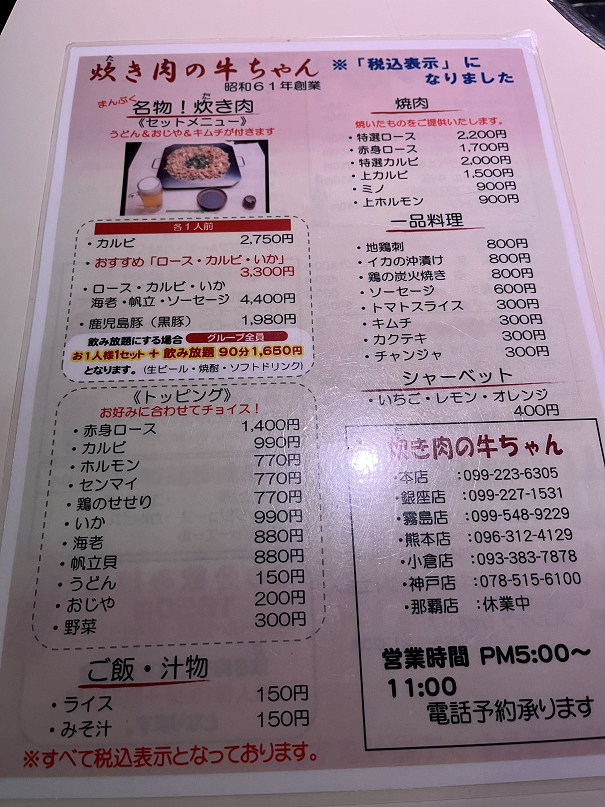 炊き肉の牛ちゃん
た
昭和61年創業
※「税込表示」に
なりました
まんぷく
名物！炊き肉
た
《セットメニュー》
うどん&おじや&キムチが付きます
各1人前
・カルビ 2,750円
・おすすめ「ロース・カルビ・いか」
3,300円
・ロース・カルビ・いか
海老・帆立・ソーセージ 4,400円
・鹿児島豚（黒豚） 1,980円
飲み放題にする場合 グループ全員
お1人様1セット+飲み放題 90分1,650円
となります。（生ビール・焼酎・ソフトドリンク）
《トッピング》
お好みに合わせてチョイス！
・赤身ロース 1,400円
・カルビ 990円
・ホルモン 770円
・センマイ 770円
・鶏のせせり 770円
・いか 990円
・海老 880円
・帆立貝 880円
・うどん 150円
・おじや 200円
・野菜 300円
ご飯・汁物
・ライス 150円
・みそ汁 150円
※すべて税込表示となっております。
焼肉
焼いたものをご提供いたします。
・特選ロース 2,200円
・赤身ロース 1,700円
・特選カルビ 2,000円
・上カルビ 1,500円
・ミノ 900円
・上ホルモン 900円
一品料理
・地鶏刺 800円
・イカの沖漬け 800円
・鶏の炭火焼き 800円
・ソーセージ 600円
・トマトスライス 300円
・キムチ 300円
・カクテキ 300円
・チャンジャ 300円
シャーベット
・いちご・レモン・オレンジ
400円
炊き肉の牛ちゃん
た
・本店 ：099-223-6305
・銀座店 ：099-227-1531
・霧島店 ：099-548-9229
・熊本店 ：096-312-4129
・小倉店 ：093-383-7878
・神戸店 ：078-515-6100
・那覇店 ：休業中
営業時間 PM5:00～
11:00
電話予約承ります